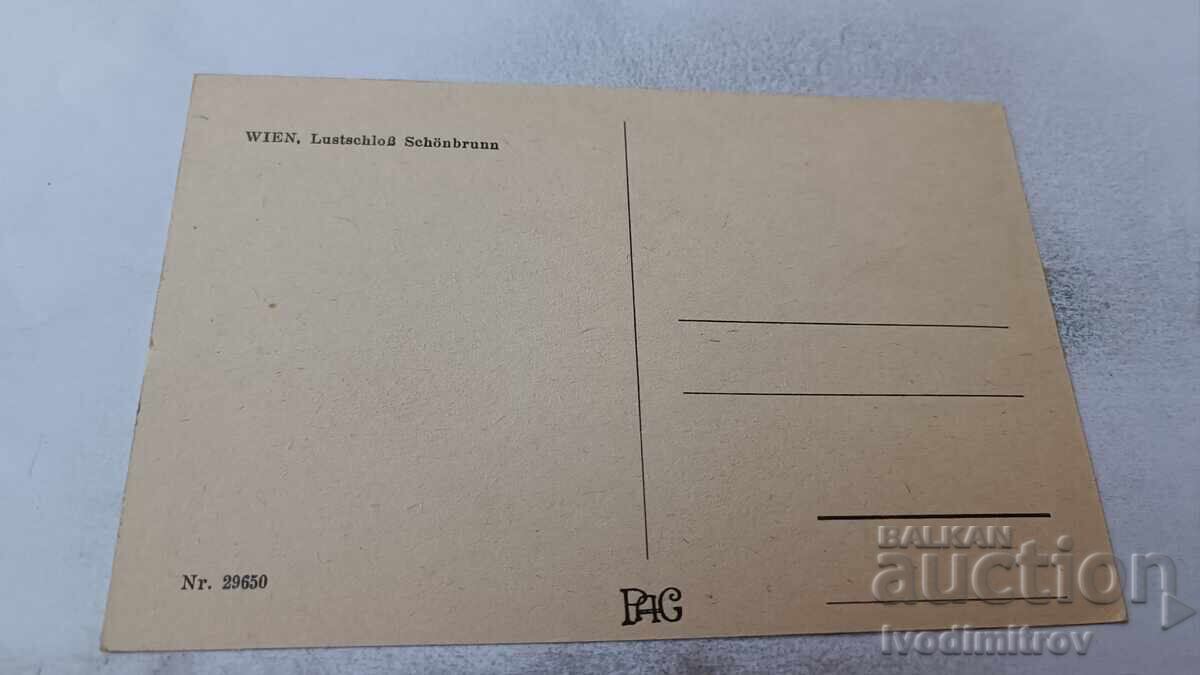 WIEN, Lustschloß Schönbrunn
Nr. 29650
PAG
BALKAN
auction
Ivodimitrov